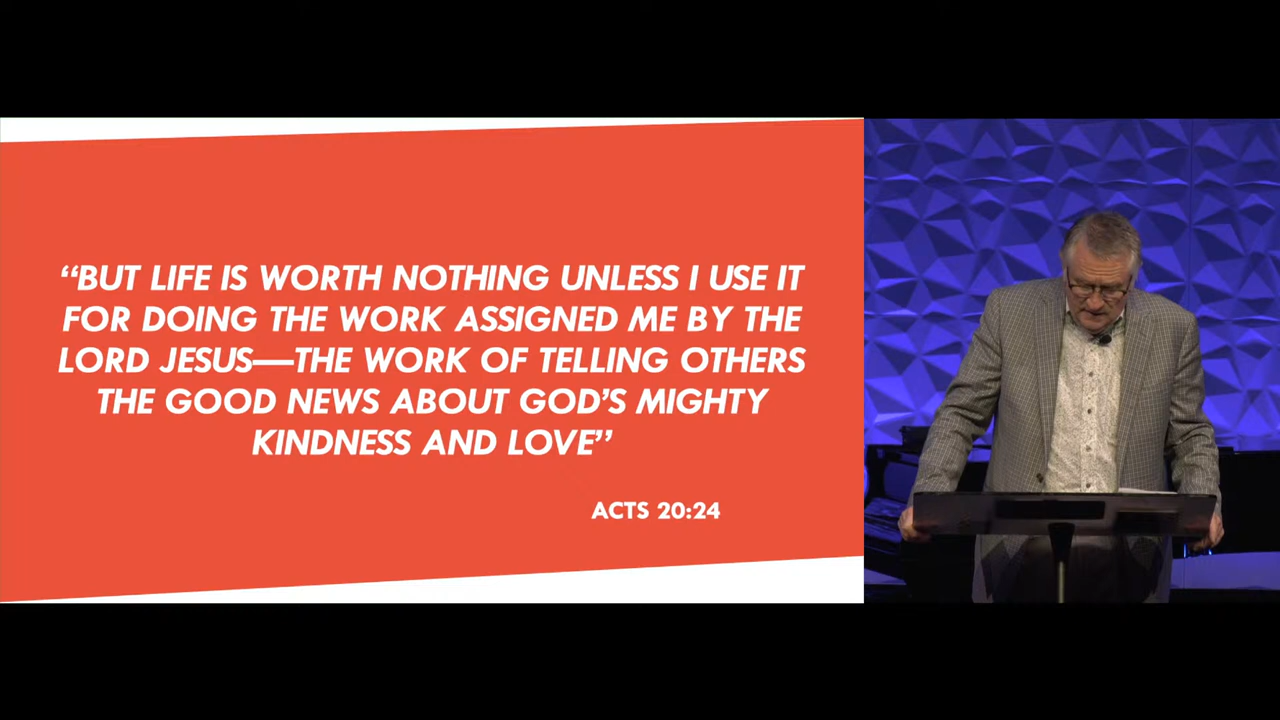 “BUT LIFE IS WORTH NOTHING UNLESS I USE IT
FOR DOING THE WORK ASSIGNED ME BY THE
LORD JESUS—THE WORK OF TELLING OTHERS
THE GOOD NEWS ABOUT GOD’S MIGHTY
KINDNESS AND LOVE”
ACTS 20:24